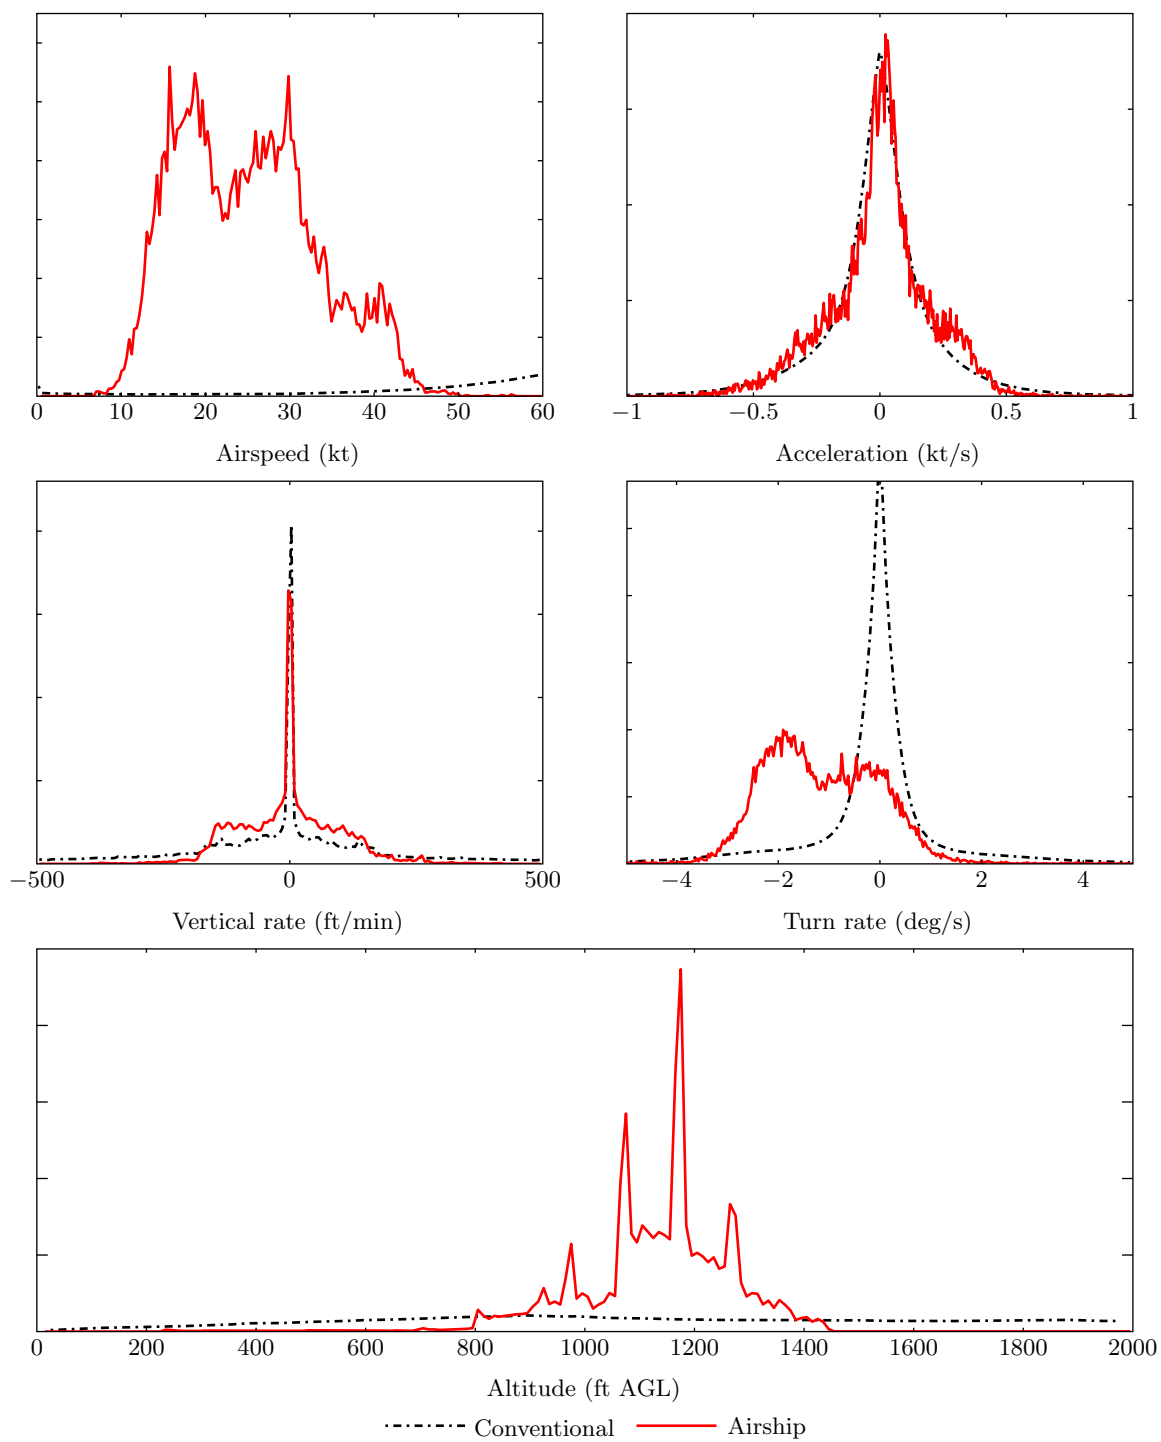 0 10 20 30 40 50 60
Airspeed (kt)
−1 −0.5 0 0.5 1
Acceleration (kt/s)
−500 0 500
Vertical rate (ft/min)
−4 −2 0 2 4
Turn rate (deg/s)
0 200 400 600 800 1000 1200 1400 1600 1800 2000
Altitude (ft AGL)
Conventional Airship